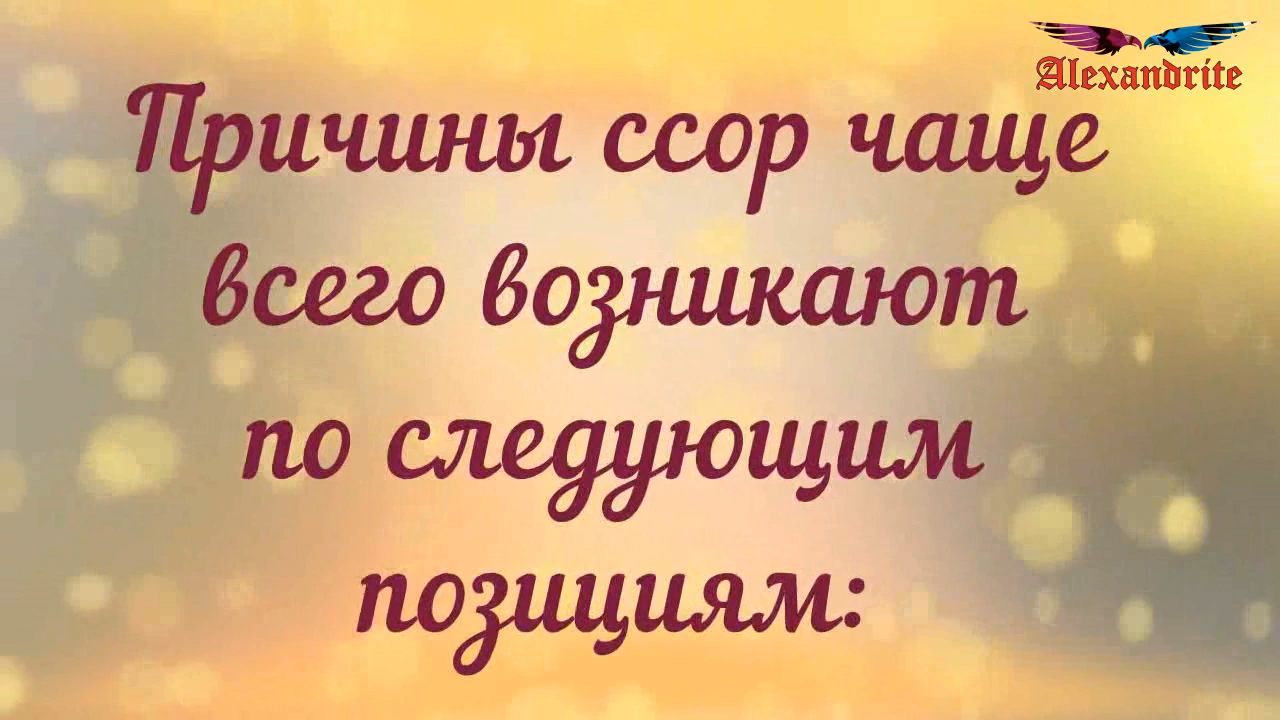 Alexandrite
Причины ссор чаще
всего возникают
по следующим
позициям: